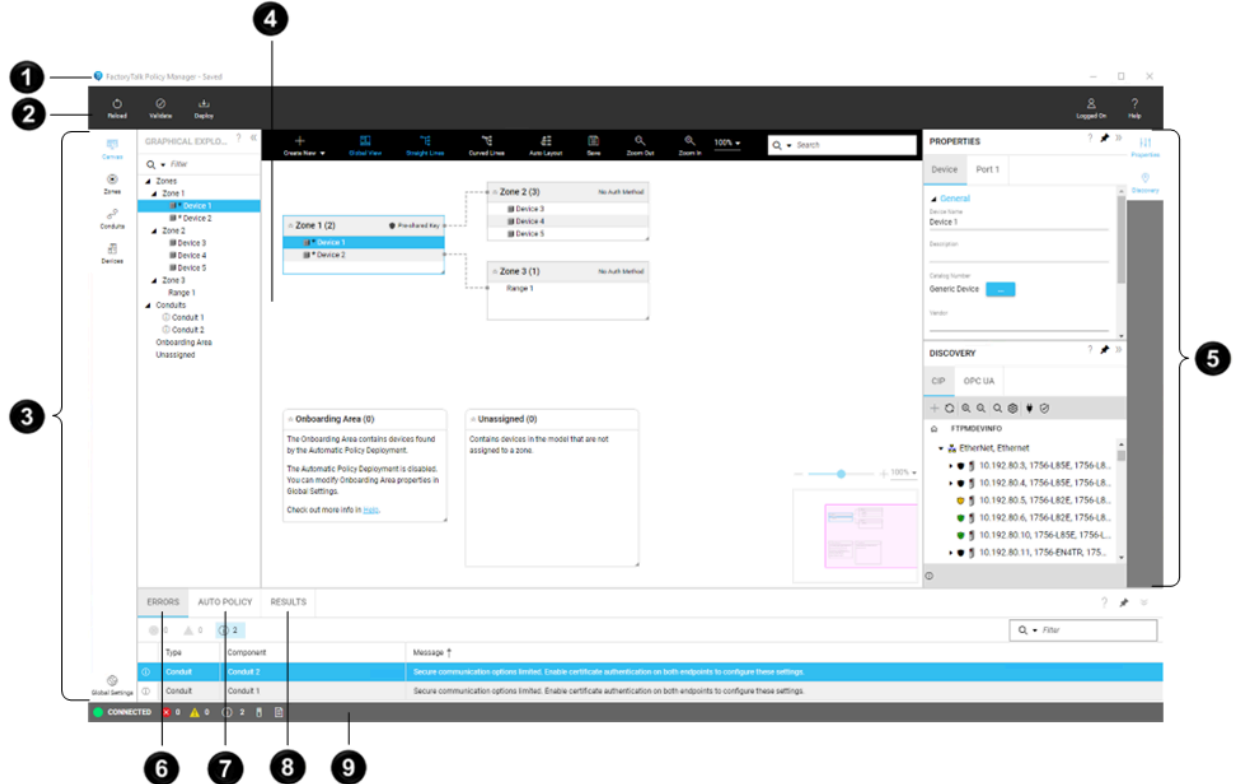 4
1
FactoryTalk Policy Manager - Saved
2
Reload
Validate
Deploy
Logged On
Help
3
Canvas
Zones
Conduits
Devices
Global Settings
GRAPHICAL EXPLO... ? «
Filter
Zones
Zone 1
* Device 1
* Device 2
Zone 2
Device 3
Device 4
Device 5
Zone 3
Range 1
Conduits
Conduit 1
Conduit 2
Onboarding Area
Unassigned
Create New
Global View
Straight Lines
Curved Lines
Auto Layout
Save
Zoom Out
Zoom In
100%
Search
Zone 1 (2) Pre-shared Key
* Device 1
* Device 2
Zone 2 (3) No Auth Method
Device 3
Device 4
Device 5
Zone 3 (1) No Auth Method
Range 1
Onboarding Area (0)
The Onboarding Area contains devices found
by the Automatic Policy Deployment.
The Automatic Policy Deployment is disabled.
You can modify Onboarding Area properties in
Global Settings.
Check out more info in Help.
Unassigned (0)
Contains devices in the model that are not
assigned to a zone.
100%
PROPERTIES ? »
Device Port 1
General
Device Name
Device 1
Description
Catalog Number
Generic Device ...
Vendor
Properties
Discovery
5
DISCOVERY ? »
CIP OPC UA
FTPMDEVINFO
EtherNet, Ethernet
10.192.80.3, 1756-L85E, 1756-L8...
10.192.80.4, 1756-L85E, 1756-L8...
10.192.80.5, 1756-L82E, 1756-L8...
10.192.80.6, 1756-L82E, 1756-L8...
10.192.80.10, 1756-L85E, 1756-L...
10.192.80.11, 1756-EN4TR, 175...
ERRORS AUTO POLICY RESULTS ?
0 0 2
Filter
Type Component Message ↑
Conduit Conduit 2 Secure communication options limited. Enable certificate authentication on both endpoints to configure these settings.
Conduit Conduit 1 Secure communication options limited. Enable certificate authentication on both endpoints to configure these settings.
CONNECTED 0 0 2
6 7 8 9